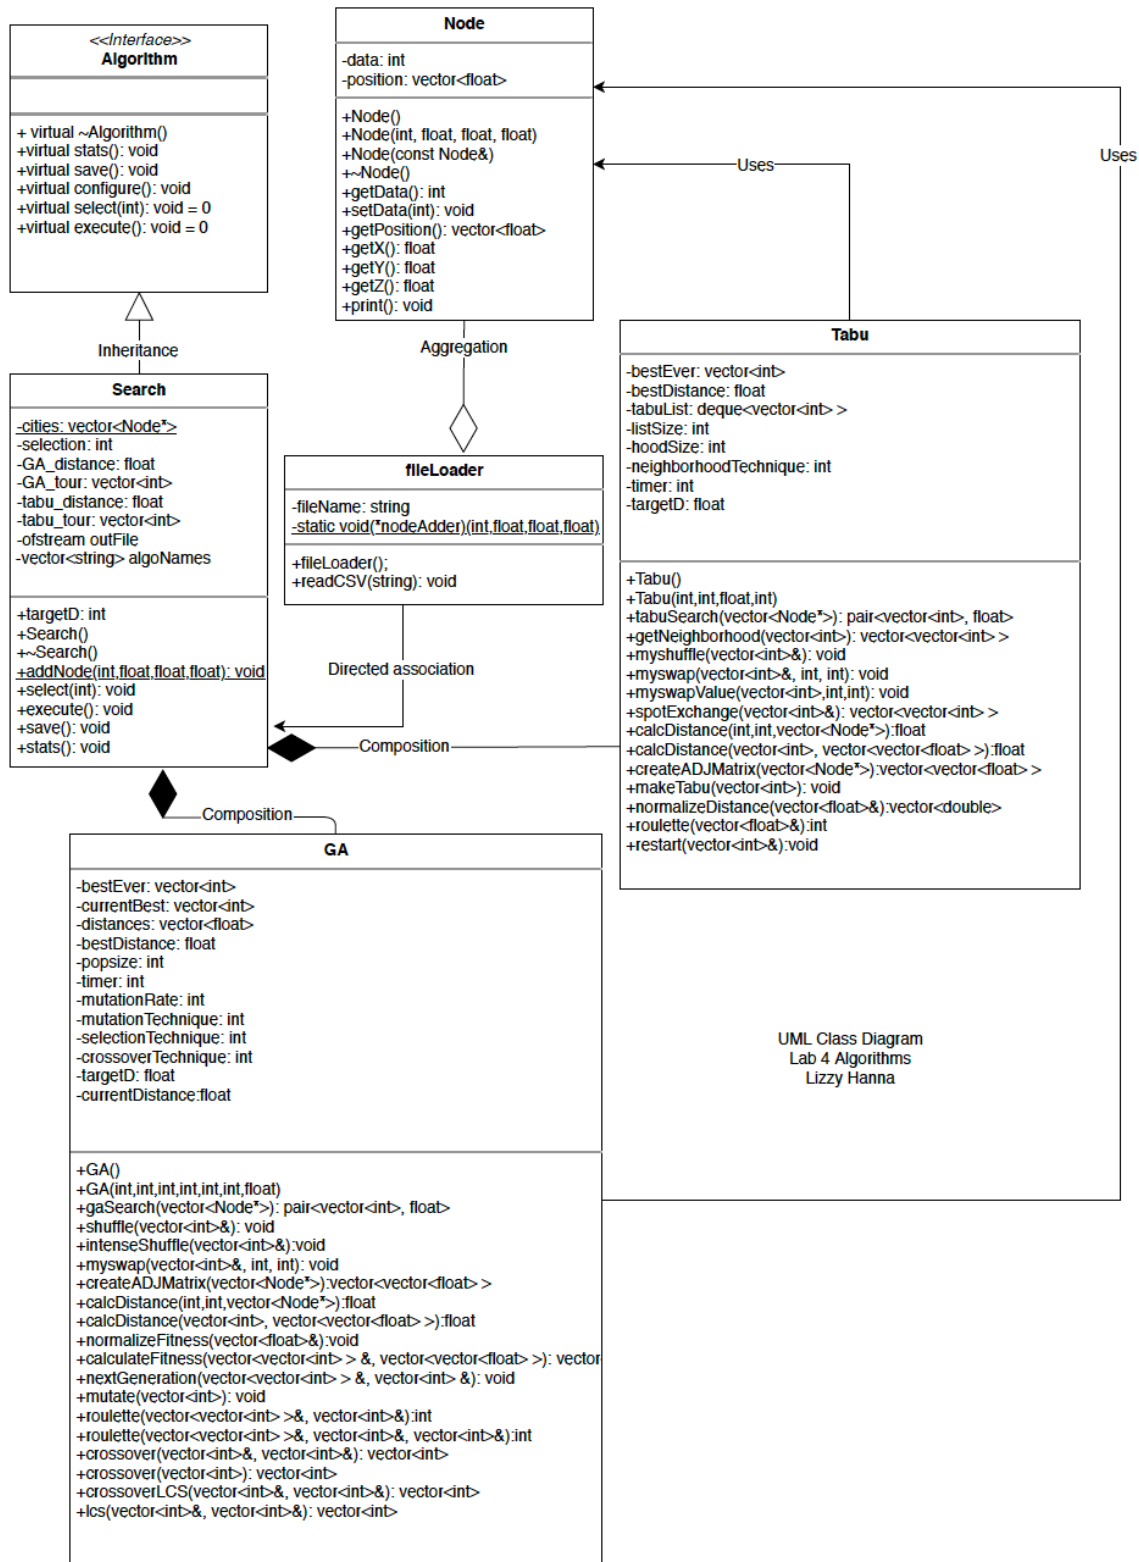 <<Interface>>
Algorithm
+ virtual ~Algorithm()
+virtual stats(): void
+virtual save(): void
+virtual configure(): void
+virtual select(int): void = 0
+virtual execute(): void = 0
Node
-data: int
-position: vector<float>
+Node()
+Node(int, float, float, float)
+Node(const Node&)
+~Node()
+getData(): int
+setData(int): void
+getPosition(): vector<float>
+getX(): float
+getY(): float
+getZ(): float
+print(): void
Uses
Uses
Inheritance
Aggregation
Search
-cities: vector<Node*>
-selection: int
-GA_distance: float
-GA_tour: vector<int>
-tabu_distance: float
-tabu_tour: vector<int>
-ofstream outFile
-vector<string> algoNames
+targetD: int
+Search()
+~Search()
+addNode(int,float,float,float): void
+select(int): void
+execute(): void
+save(): void
+stats(): void
fileLoader
-fileName: string
-static void(*nodeAdder)(int,float,float,float)
+fileLoader();
+readCSV(string): void
Directed association
Composition
Composition
Tabu
-bestEver: vector<int>
-bestDistance: float
-tabuList: deque<vector<int> >
-listSize: int
-hoodSize: int
-neighborhoodTechnique: int
-timer: int
-targetD: float
+Tabu()
+Tabu(int,int,float,int)
+tabuSearch(vector<Node*>): pair<vector<int>, float>
+getNeighborhood(vector<int>): vector<vector<int> >
+myshuffle(vector<int>&): void
+myswap(vector<int>&, int, int): void
+myswapValue(vector<int>,int,int): void
+spotExchange(vector<int>&): vector<vector<int> >
+calcDistance(int,int,vector<Node*>):float
+calcDistance(vector<int>, vector<vector<float> >):float
+createADJMatrix(vector<Node*>):vector<vector<float> >
+makeTabu(vector<int>): void
+normalizeDistance(vector<float>&):vector<double>
+roulette(vector<float>&):int
+restart(vector<int>&):void
GA
-bestEver: vector<int>
-currentBest: vector<int>
-distances: vector<float>
-bestDistance: float
-popsize: int
-timer: int
-mutationRate: int
-mutationTechnique: int
-selectionTechnique: int
-crossoverTechnique: int
-targetD: float
-currentDistance:float
+GA()
+GA(int,int,int,int,int,int,float)
+gaSearch(vector<Node*>): pair<vector<int>, float>
+shuffle(vector<int>&): void
+intenseShuffle(vector<int>&):void
+myswap(vector<int>&, int, int): void
+createADJMatrix(vector<Node*>):vector<vector<float> >
+calcDistance(int,int,vector<Node*>):float
+calcDistance(vector<int>, vector<vector<float> >):float
+normalizeFitness(vector<float>&):void
+calculateFitness(vector<vector<int> > &, vector<vector<float> >): vector
+nextGeneration(vector<vector<int> > &, vector<int> &): void
+mutate(vector<int>): void
+roulette(vector<vector<int> >&, vector<int>&):int
+roulette(vector<vector<int> >&, vector<int>&, vector<int>&):int
+crossover(vector<int>&, vector<int>&): vector<int>
+crossover(vector<int>): vector<int>
+crossoverLCS(vector<int>&, vector<int>&): vector<int>
+lcs(vector<int>&, vector<int>&): vector<int>
UML Class Diagram
Lab 4 Algorithms
Lizzy Hanna